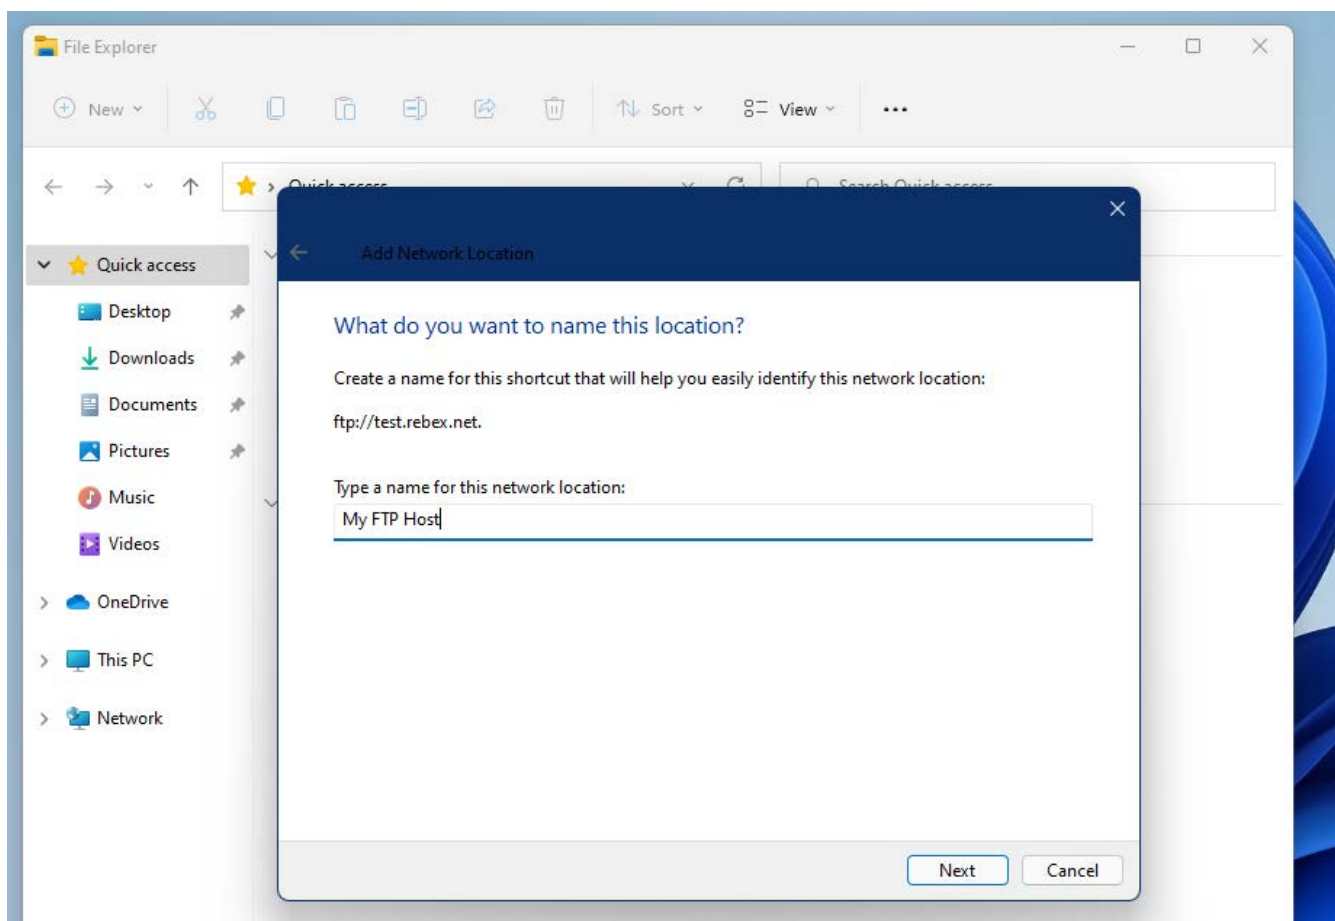 File Explorer
New
Sort
View
Quick access
Search Quick access
Add Network Location
Quick access
Desktop
Downloads
Documents
Pictures
Music
Videos
OneDrive
This PC
Network
What do you want to name this location?
Create a name for this shortcut that will help you easily identify this network location:
ftp://test.rebex.net.
Type a name for this network location:
My FTP Host
Next
Cancel